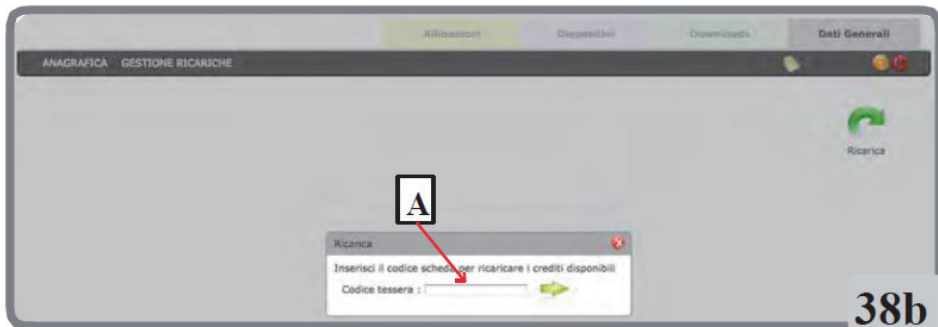 Allineatori Dispositivi Downloads Dati Generali
ANAGRAFICA GESTIONE RICARICHE
Ricarica
A
Ricarica
Inserisci il codice scheda per ricaricare i crediti disponibili
Codice tessera :
38b